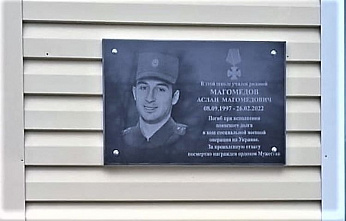 В этой школе учился рядовой
МАГОМЕДОВ
АСЛАН МАГОМЕДОВИЧ
08.09.1997 - 26.02.2022
Погиб при исполнении
воинского долга
в ходе специальной военной
операции на Украине.
За проявленную отвагу
посмертно награжден орденом Мужества